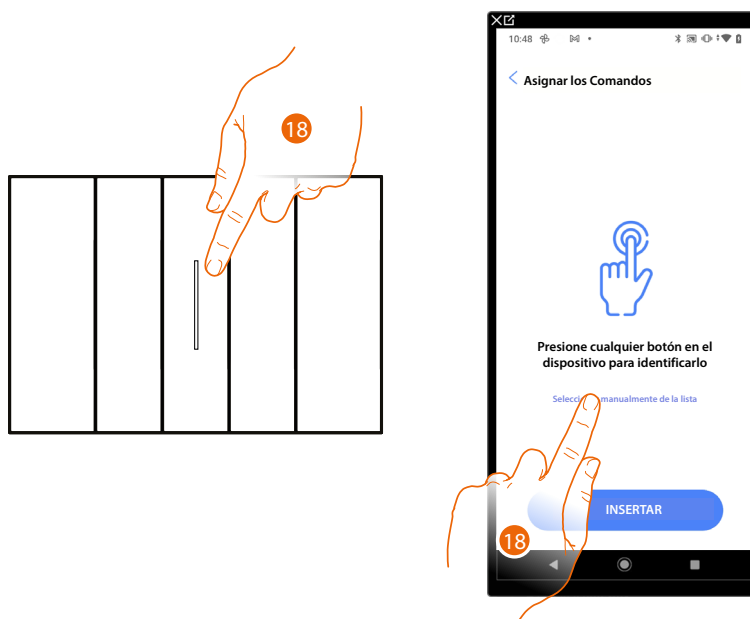 18
10:48
Asignar los Comandos
Presione cualquier botón en el
dispositivo para identificarlo
manualmente de la lista
INSERTAR
18